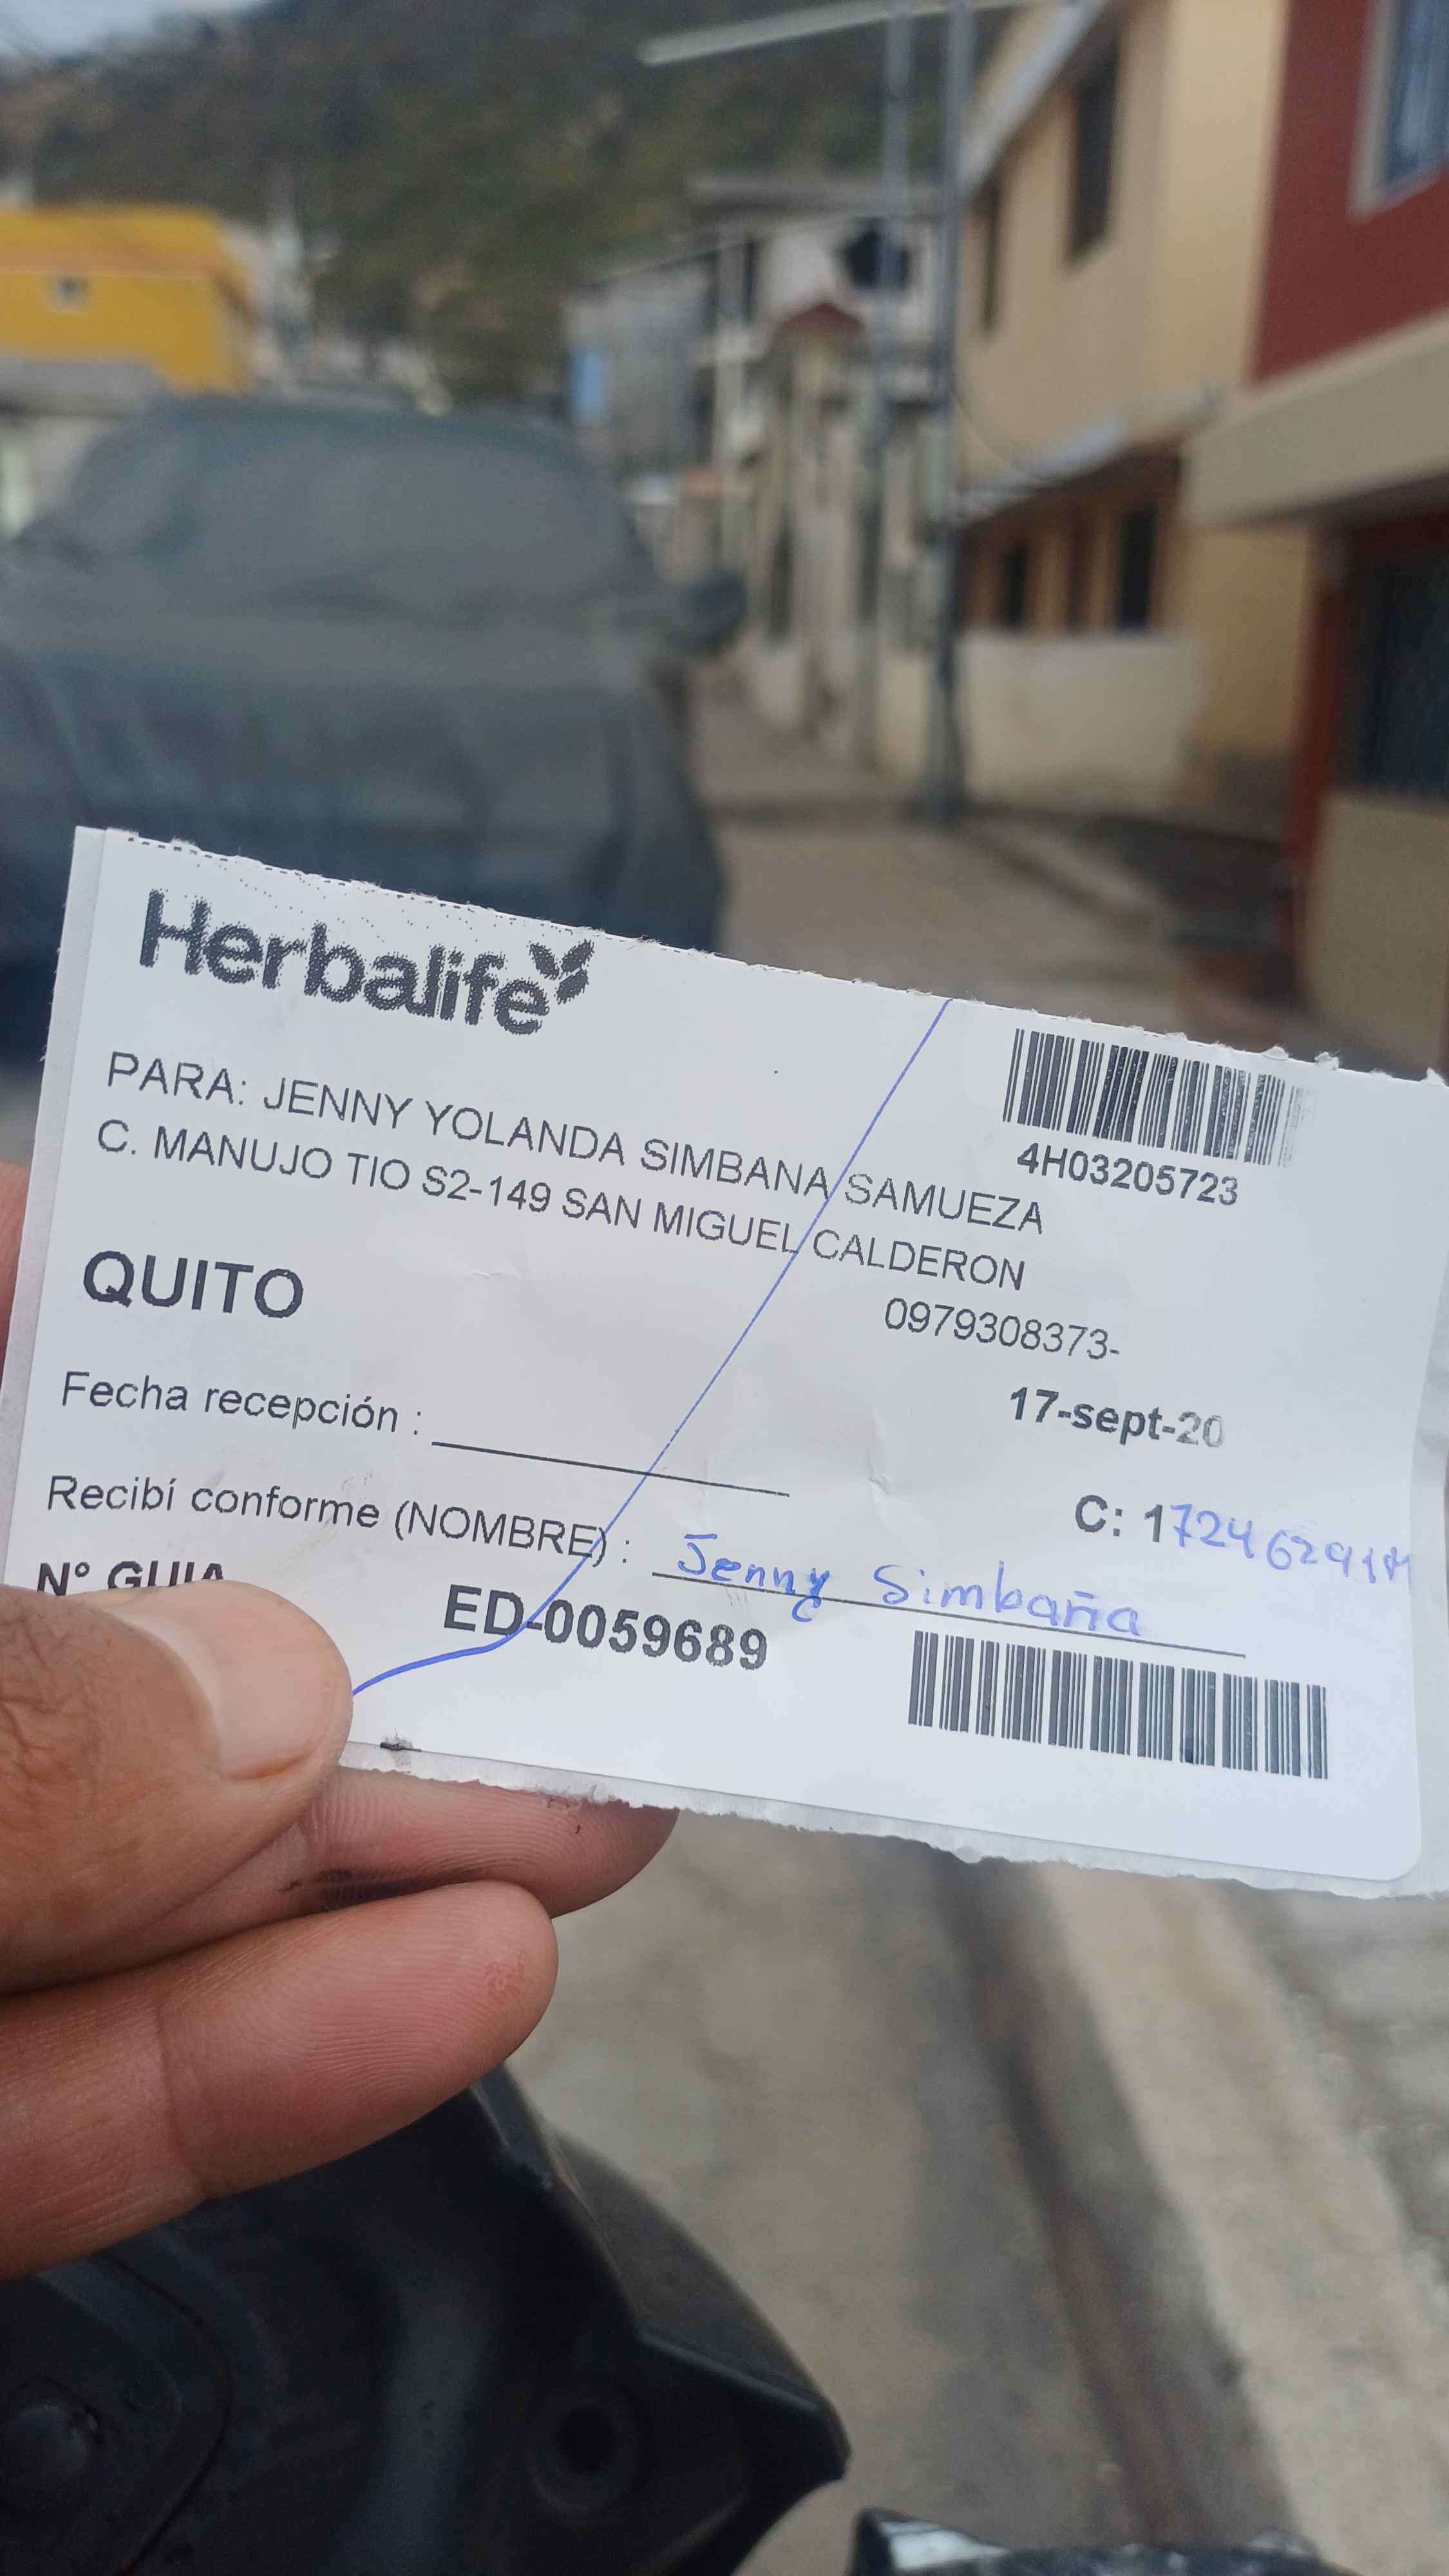 Herbalife
4H03205723
PARA: JENNY YOLANDA SIMBANA SAMUEZA
C. MANUJO TIO S2-149 SAN MIGUEL CALDERON
QUITO
0979308373-
17-sept-20
Fecha recepción :
C: 1724629
Recibí conforme (NOMBRE) : Jenny Simbaña
N° GUIA
ED-0059689